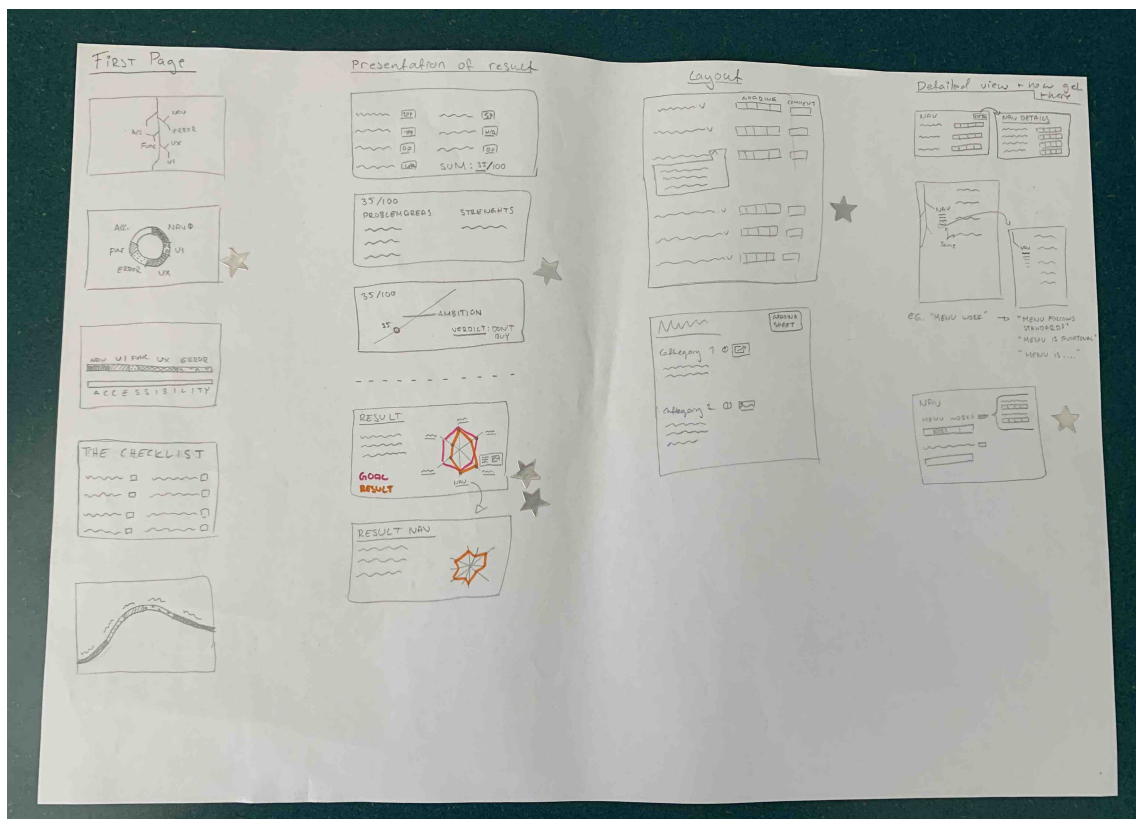 FIRST Page
NAV
ERROR
Acc
FUNC
UX
UI
Acc.
NAV
FUNC
UI
ERROR
UX
NAV UI FUNC UX ERROR
ACCESSIBILITY
THE CHECKLIST
Presentation of result
SUM: 35/100
35/100
PROBLEMAREAS
STRENGHTS
35/100
AMBITION
35
VERDICT: DON'T
BUY
RESULT
GOAL
RESULT
NAV
RESULT NAV
Layout
GRADING
COMMENT
GRADING
SHEET
Category 1
Category 2
Detailed view + how get
there
NAV
NAV DETAILS
NAV
NAV
EG. "MENU WORK" → "MENU FOLLOWS
STANDARDS"
"MENU IS FUNCTIONAL"
"MENU IS...."
NAV
MENU WORKS